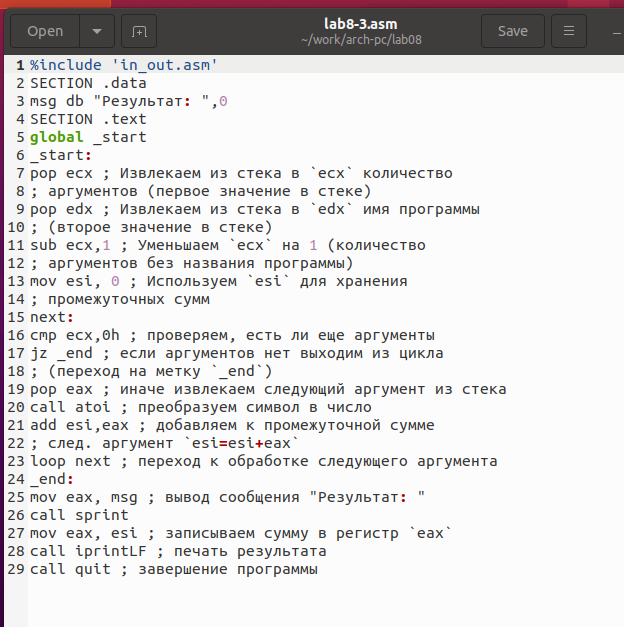 Open
lab8-3.asm
~/work/arch-pc/lab08
Save
1 %include 'in_out.asm'
2 SECTION .data
3 msg db "Результат: ",0
4 SECTION .text
5 global _start
6 _start:
7 pop ecx ; Извлекаем из стека в `ecx` количество
8 ; аргументов (первое значение в стеке)
9 pop edx ; Извлекаем из стека в `edx` имя программы
10 ; (второе значение в стеке)
11 sub ecx,1 ; Уменьшаем `ecx` на 1 (количество
12 ; аргументов без названия программы)
13 mov esi, 0 ; Используем `esi` для хранения
14 ; промежуточных сумм
15 next:
16 cmp ecx,0h ; проверяем, есть ли еще аргументы
17 jz _end ; если аргументов нет выходим из цикла
18 ; (переход на метку `_end`)
19 pop eax ; иначе извлекаем следующий аргумент из стека
20 call atoi ; преобразуем символ в число
21 add esi,eax ; добавляем к промежуточной сумме
22 ; след. аргумент `esi=esi+eax`
23 loop next ; переход к обработке следующего аргумента
24 _end:
25 mov eax, msg ; вывод сообщения "Результат: "
26 call sprint
27 mov eax, esi ; записываем сумму в регистр `eax`
28 call iprintLF ; печать результата
29 call quit ; завершение программы